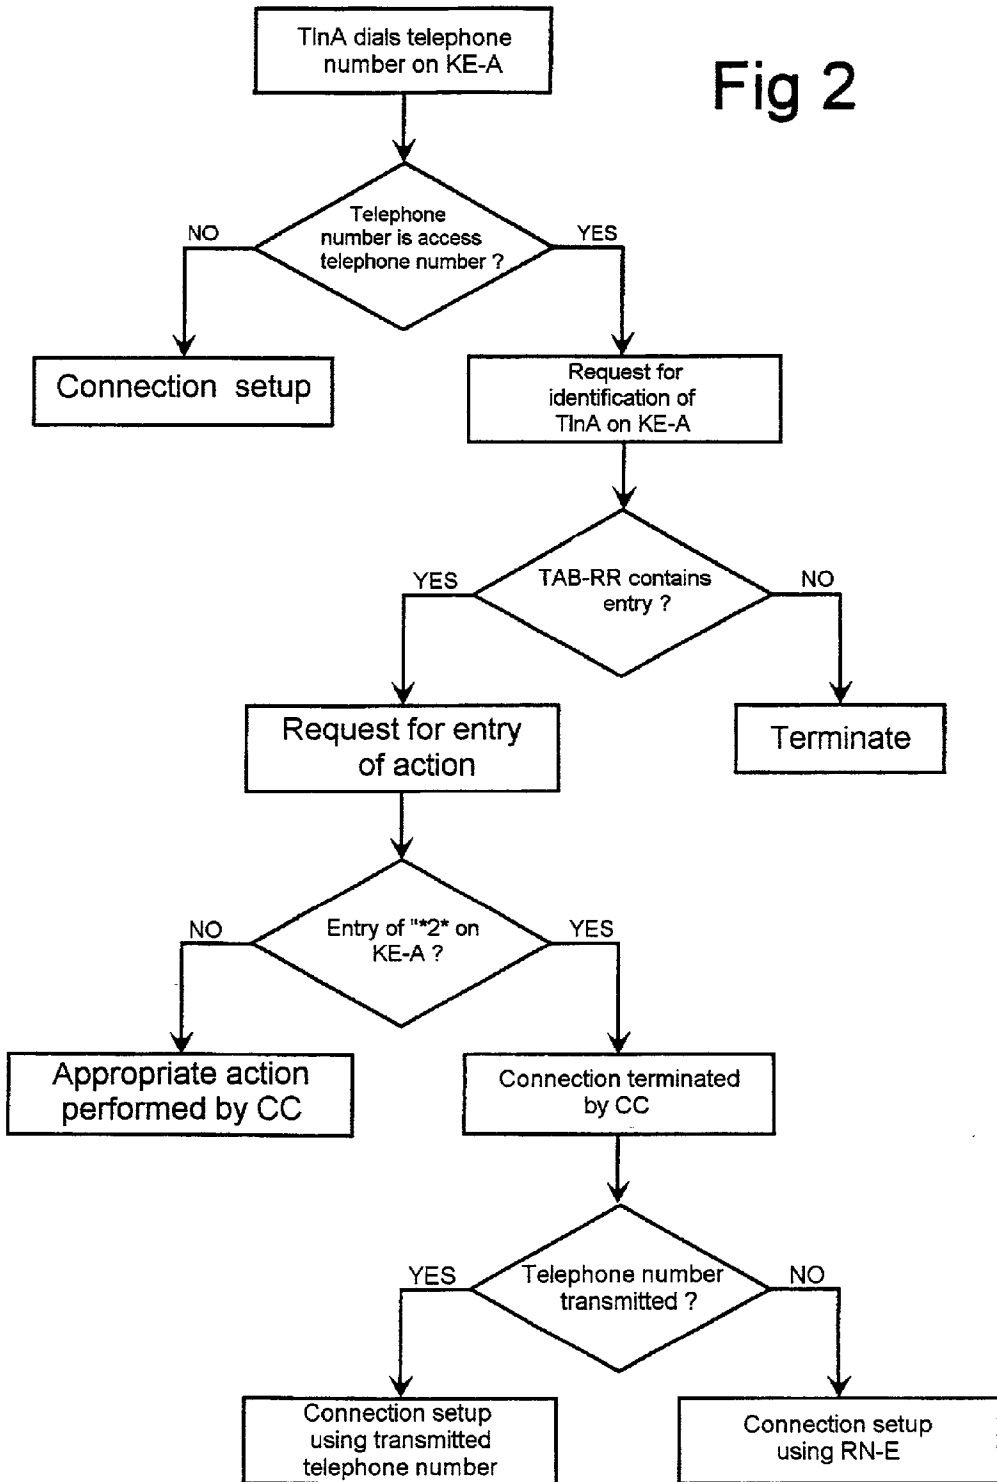 TlnA dials telephone
number on KE-A
Fig 2
Telephone
number is access
telephone number ?
NO
YES
Connection setup
Request for
identification of
TlnA on KE-A
TAB-RR contains
entry ?
YES
NO
Request for entry
of action
Terminate
Entry of "*2* on
KE-A ?
NO
YES
Appropriate action
performed by CC
Connection terminated
by CC
Telephone number
transmitted ?
YES
NO
Connection setup
using transmitted
telephone number
Connection setup
using RN-E